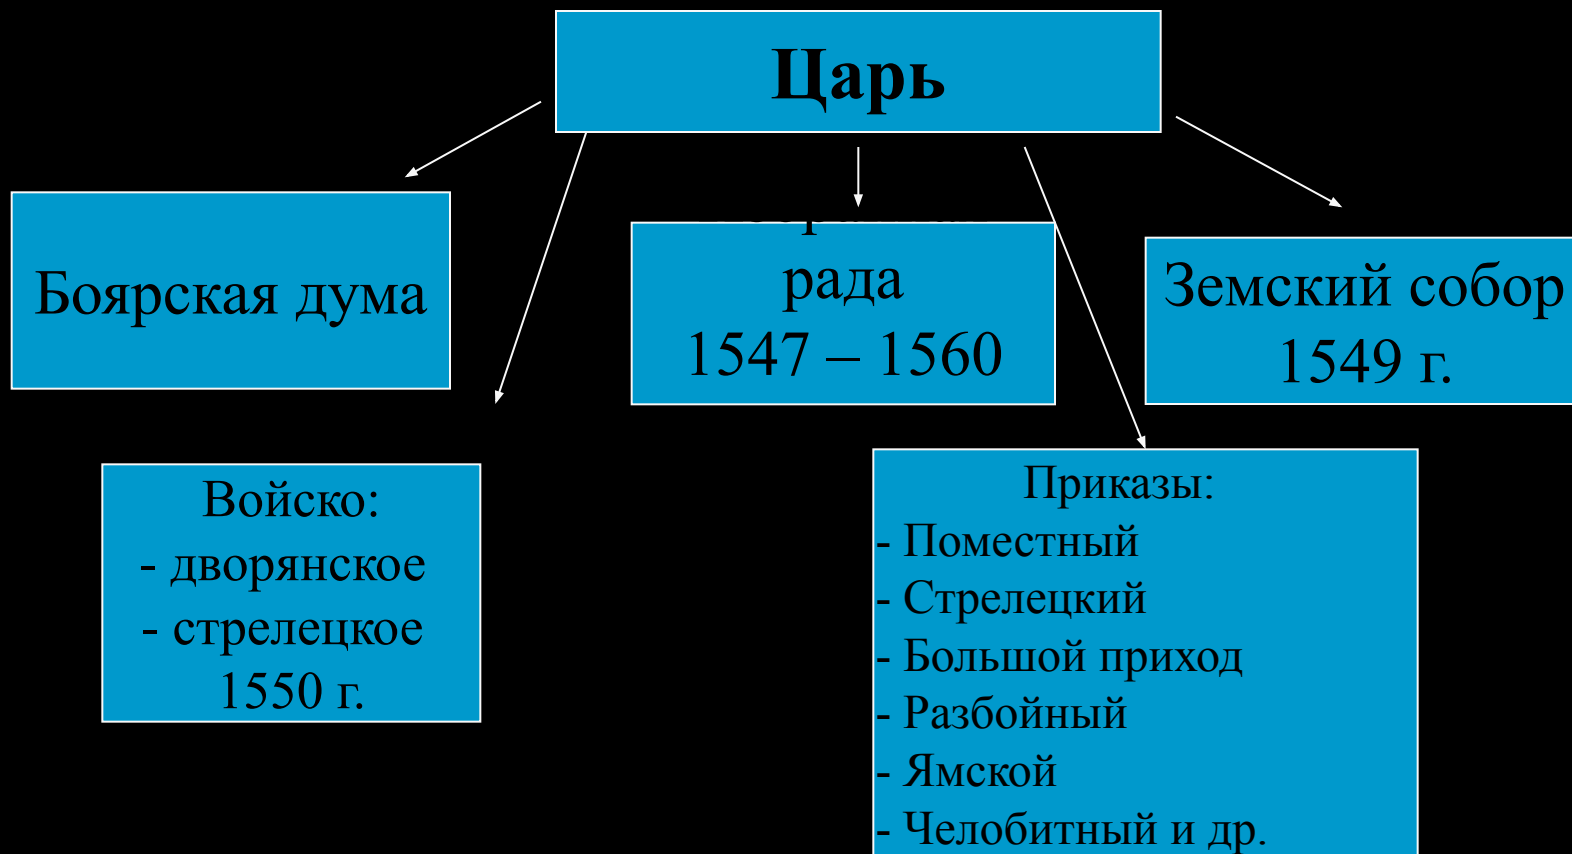 Царь
Боярская дума
рада
1547 – 1560
Земский собор
1549 г.
Войско:
- дворянское
- стрелецкое
1550 г.
Приказы:
- Поместный
- Стрелецкий
- Большой приход
- Разбойный
- Ямской
- Челобитный и др.